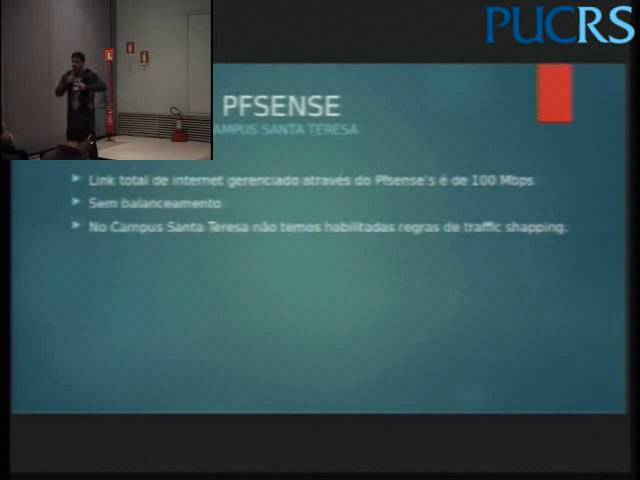 PUCRS
PFSENSE
AMPUS SANTA TERESA
Link total de internet gerenciado através do Pfsense's é de 100 Mbps
Sem balanceamento
No Campus Santa Teresa não temos habilitadas regras de traffic shapping.